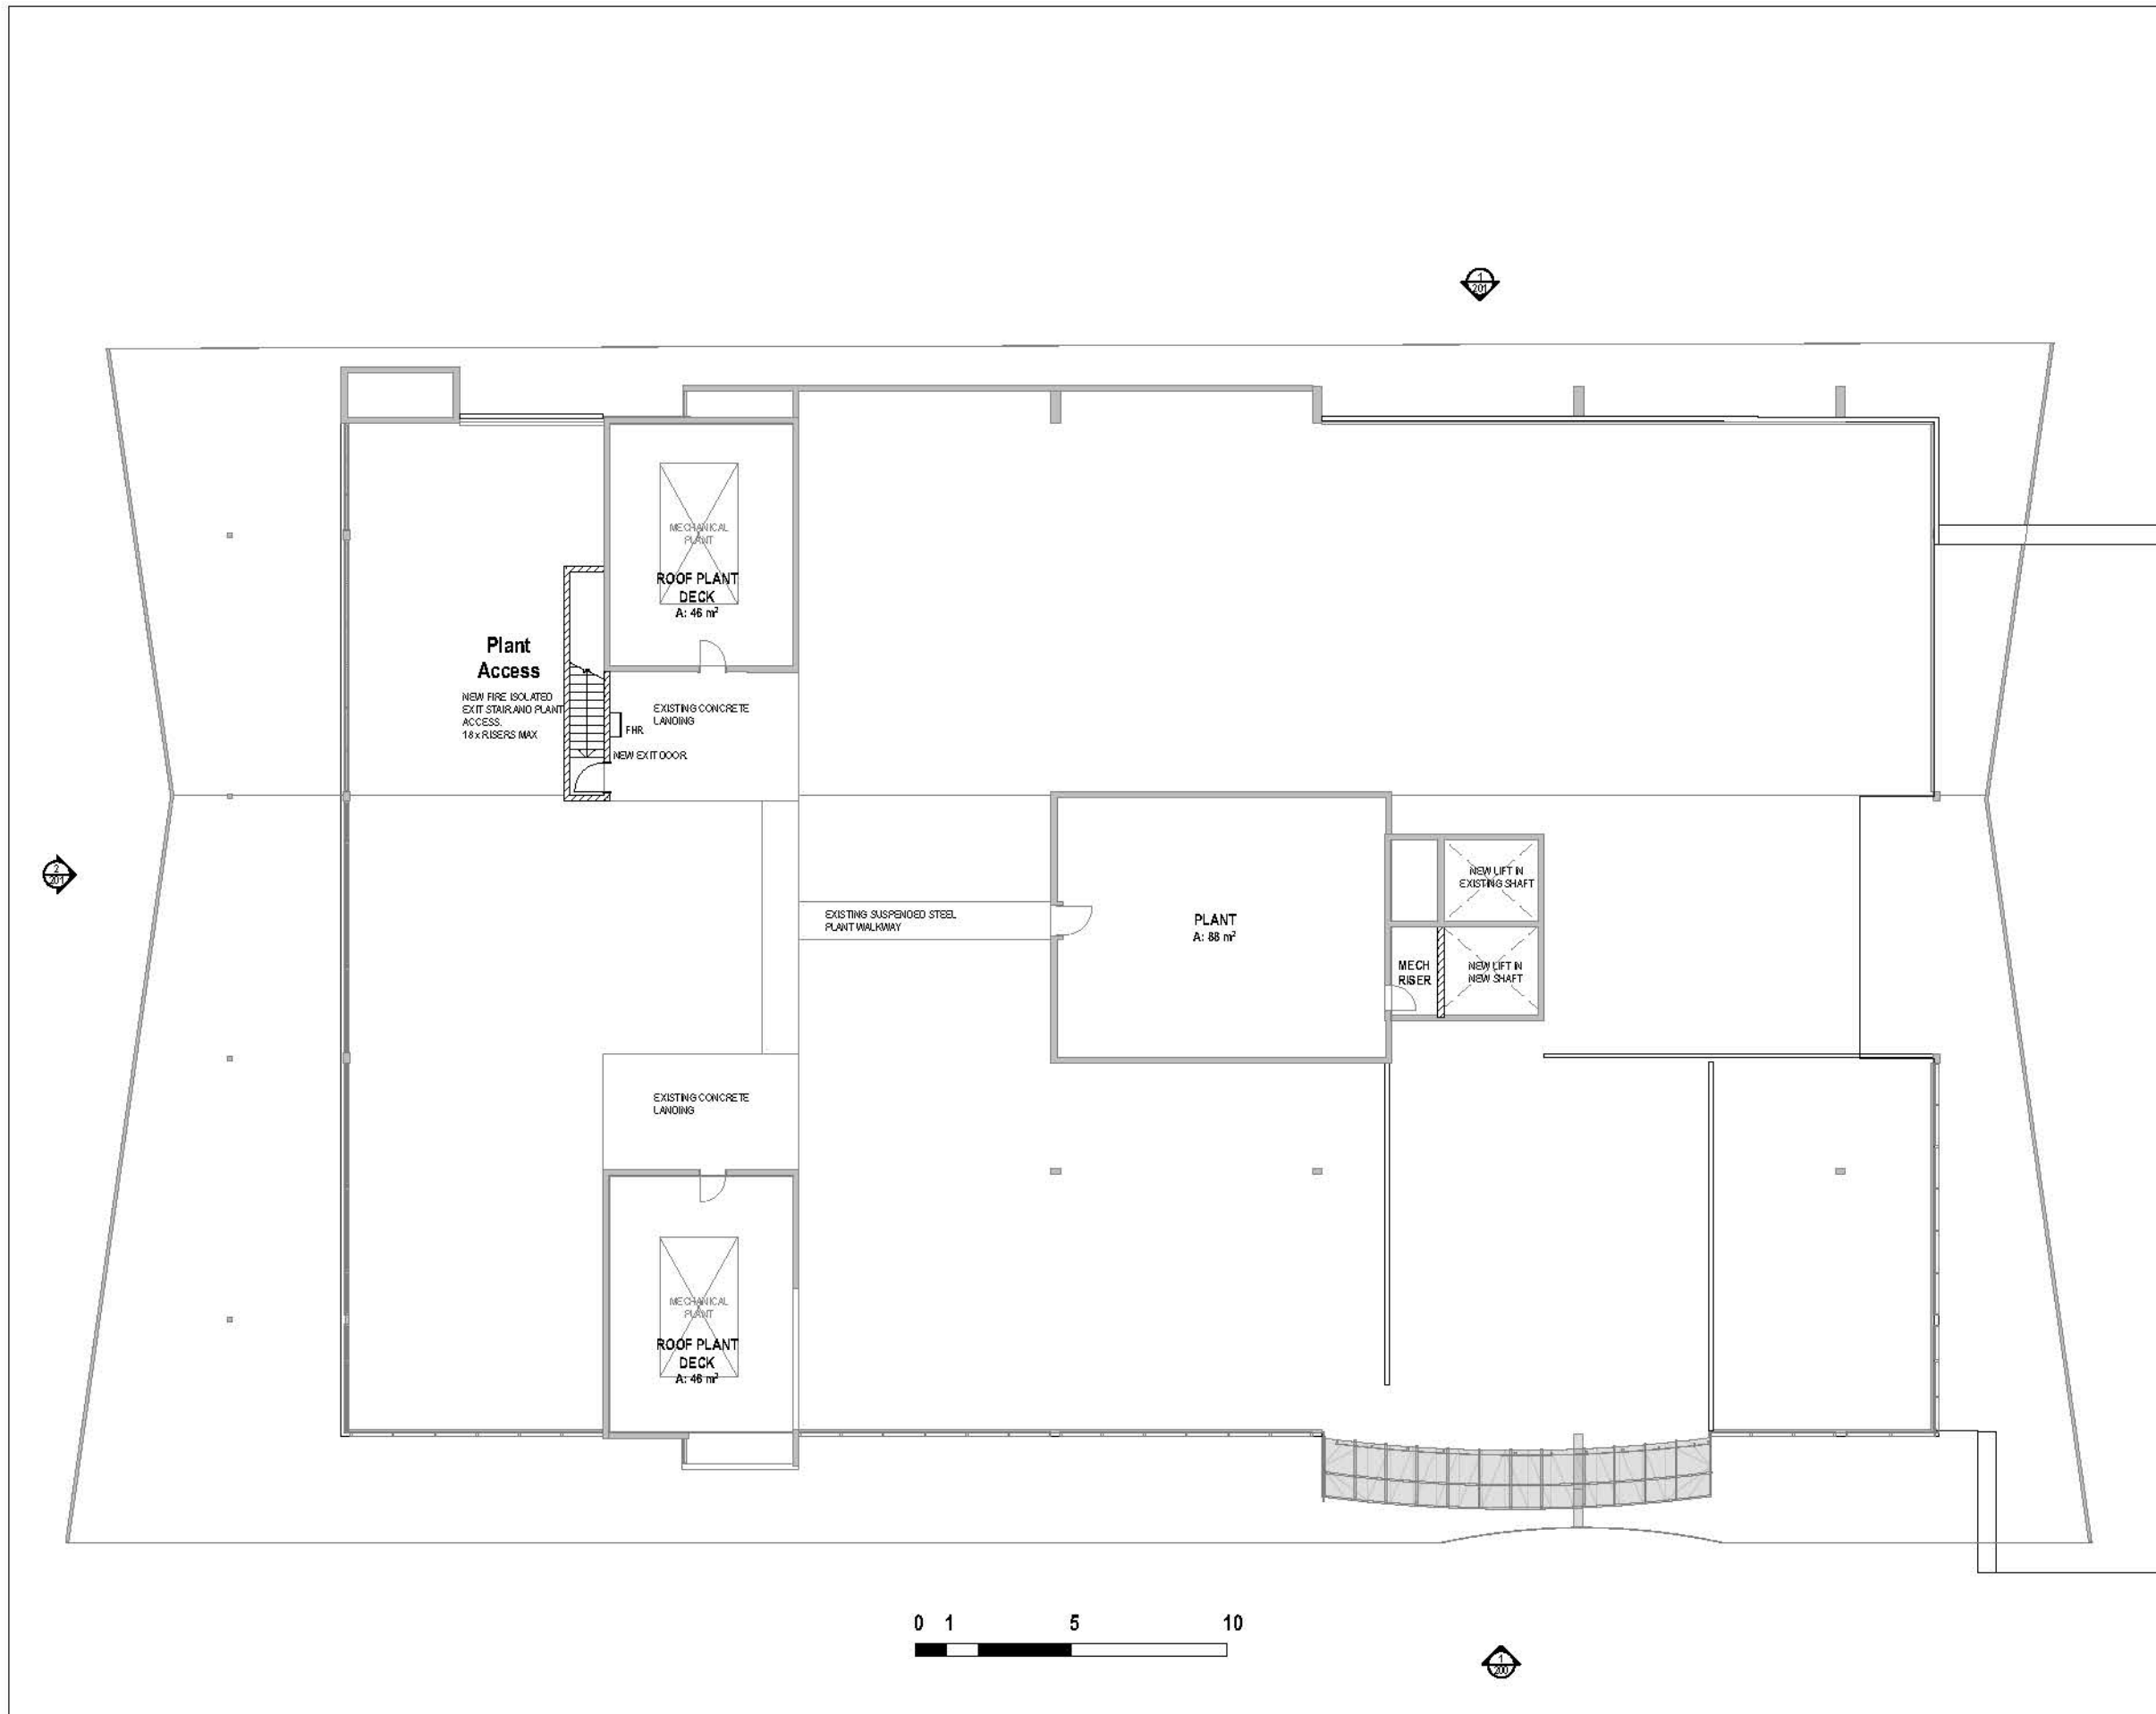 1
201
MECHANICAL
PLANT
ROOF PLANT
DECK
A: 46 m²
Plant
Access
NEW FIRE ISOLATED
EXIT STAIR AND PLANT
ACCESS.
18 x RISERS MAX
EXISTING CONCRETE
LANDING
FHR
NEW EXIT DOOR
2
201
EXISTING SUSPENDED STEEL
PLANT WALKWAY
PLANT
A: 88 m²
NEW LIFT IN
EXISTING SHAFT
MECH
RISER
NEW LIFT IN
NEW SHAFT
EXISTING CONCRETE
LANDING
MECHANICAL
PLANT
ROOF PLANT
DECK
A: 46 m²
0 1 5 10
1
200